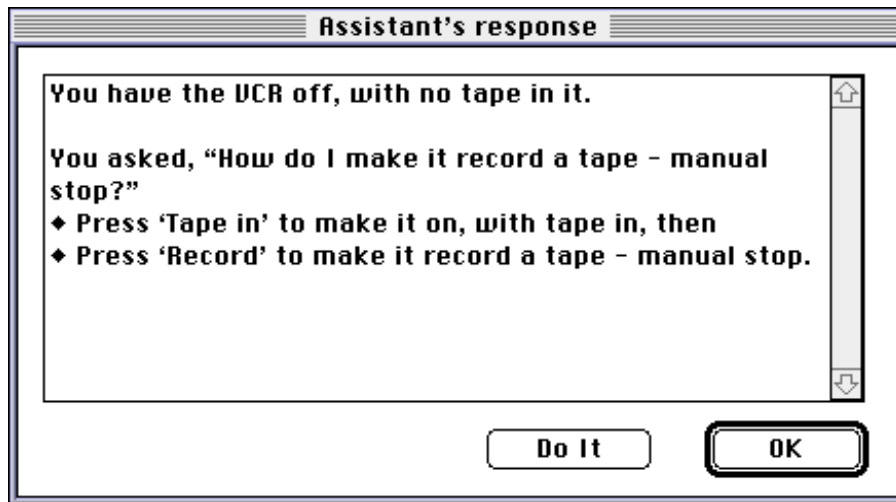 Assistant's response
You have the VCR off, with no tape in it.
You asked, “How do I make it record a tape – manual
stop?”
◆ Press ‘Tape in’ to make it on, with tape in, then
◆ Press ‘Record’ to make it record a tape – manual stop.
Do It
OK